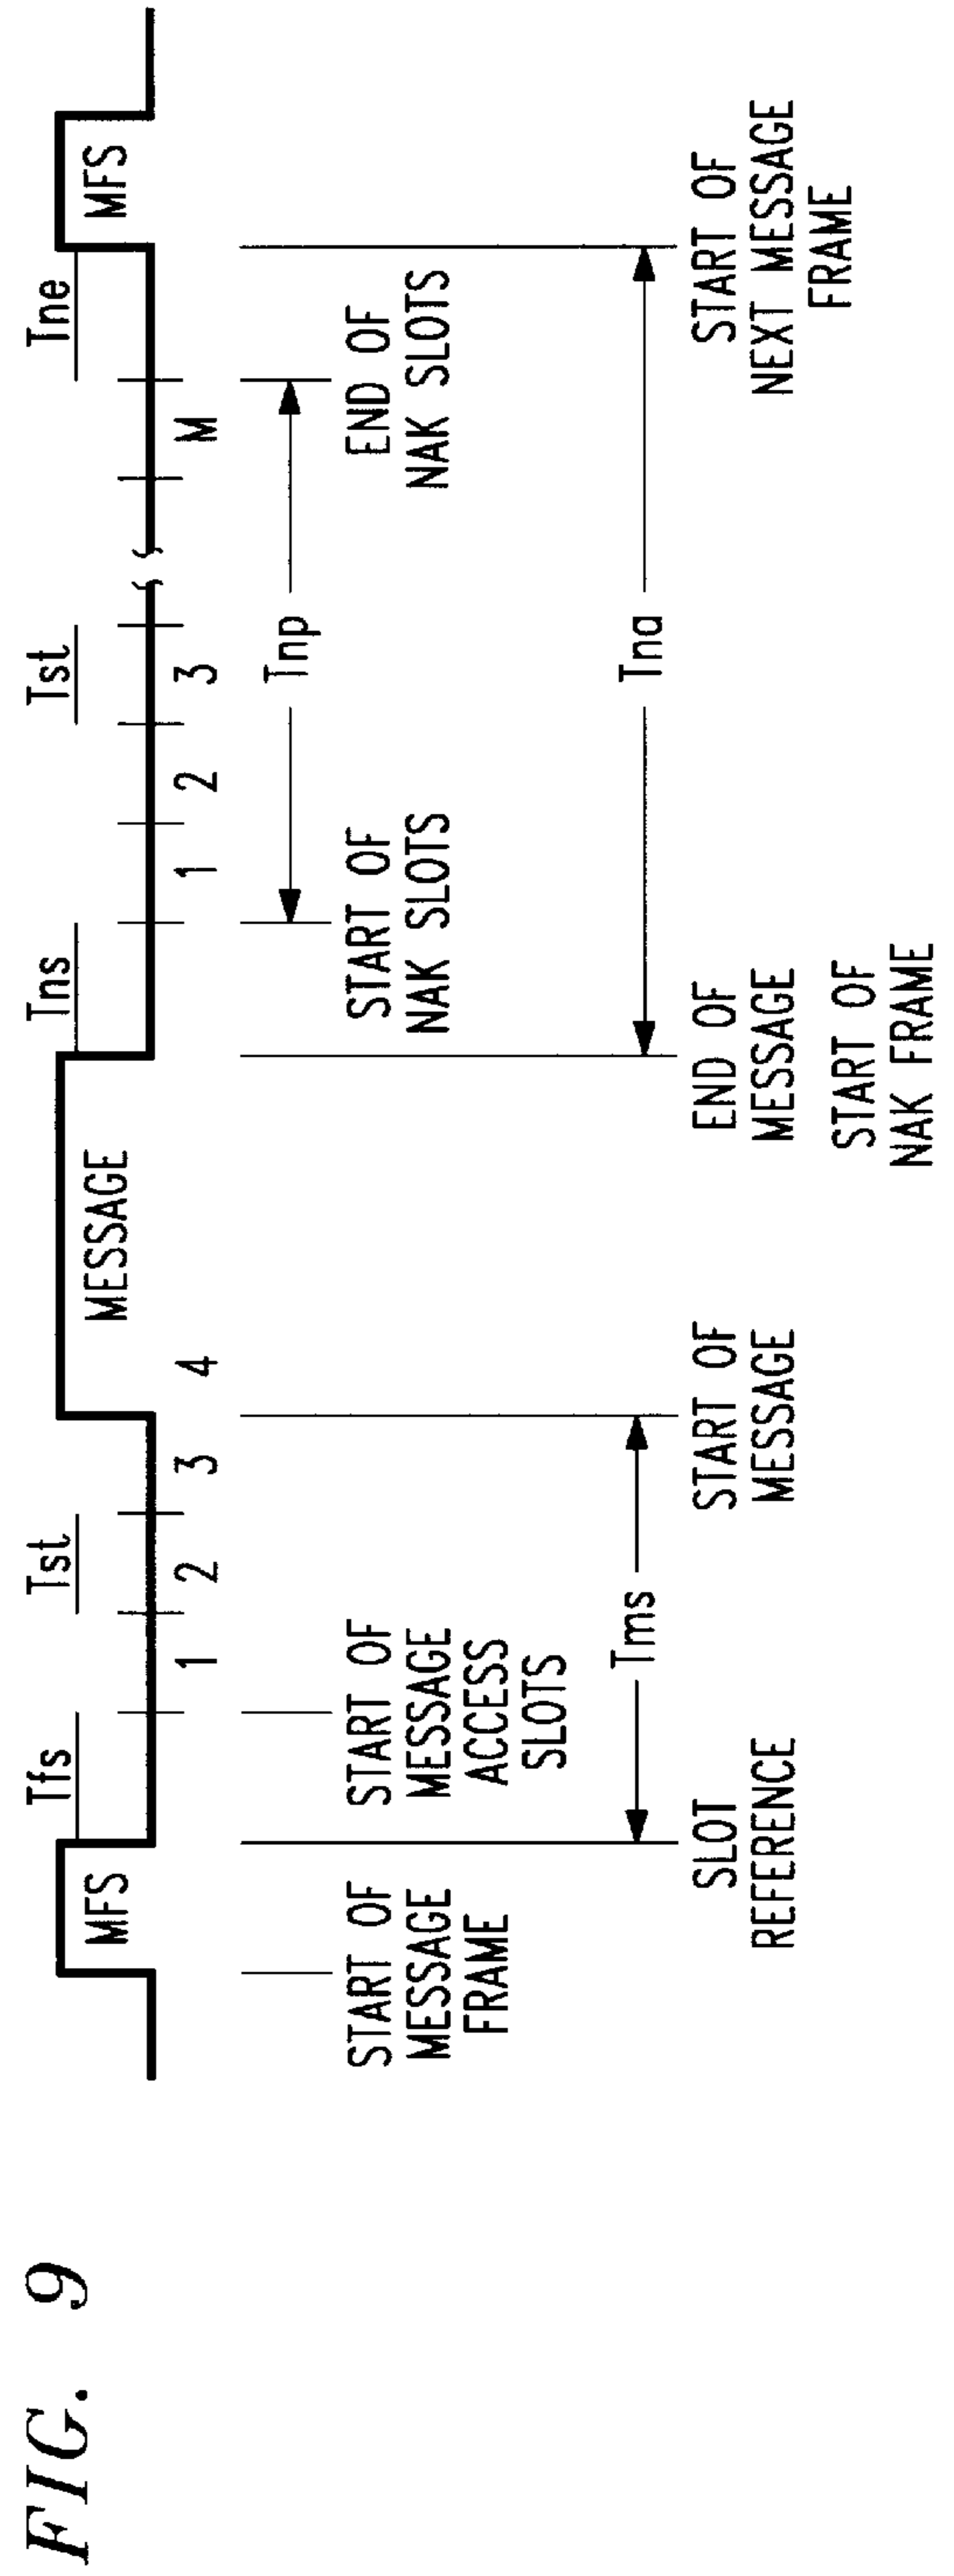 FIG. 9
MFS
Tfs
Tst
MESSAGE
Tns
Tst
Tne
MFS
1
2
3
4
1
2
3
M
START OF
MESSAGE
FRAME
START OF
MESSAGE
ACCESS
SLOTS
START OF
NAK SLOTS
Tnp
END OF
NAK SLOTS
Tms
Tna
SLOT
REFERENCE
START OF
MESSAGE
END OF
MESSAGE
START OF
NAK FRAME
START OF
NEXT MESSAGE
FRAME